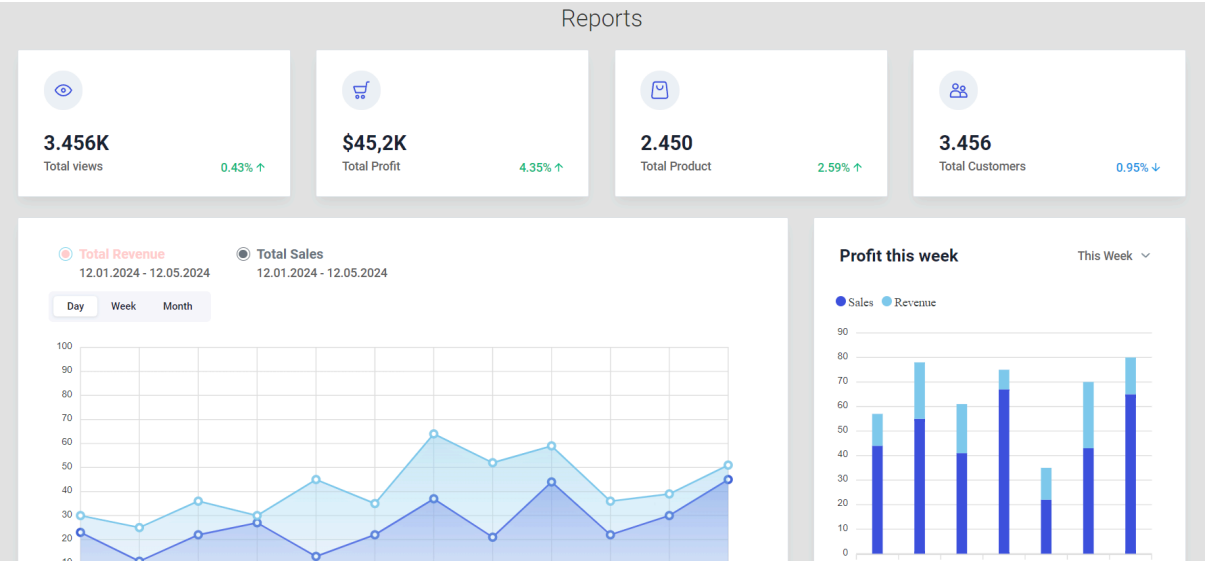 Reports
3.456K
Total views
0.43%
$45,2K
Total Profit
4.35%
2.450
Total Product
2.59%
3.456
Total Customers
0.95%
Total Revenue
12.01.2024 - 12.05.2024
Total Sales
12.01.2024 - 12.05.2024
Day Week Month
100
90
80
70
60
50
40
30
20
10
Profit this week
This Week
Sales Revenue
90
80
70
60
50
40
30
20
10
0